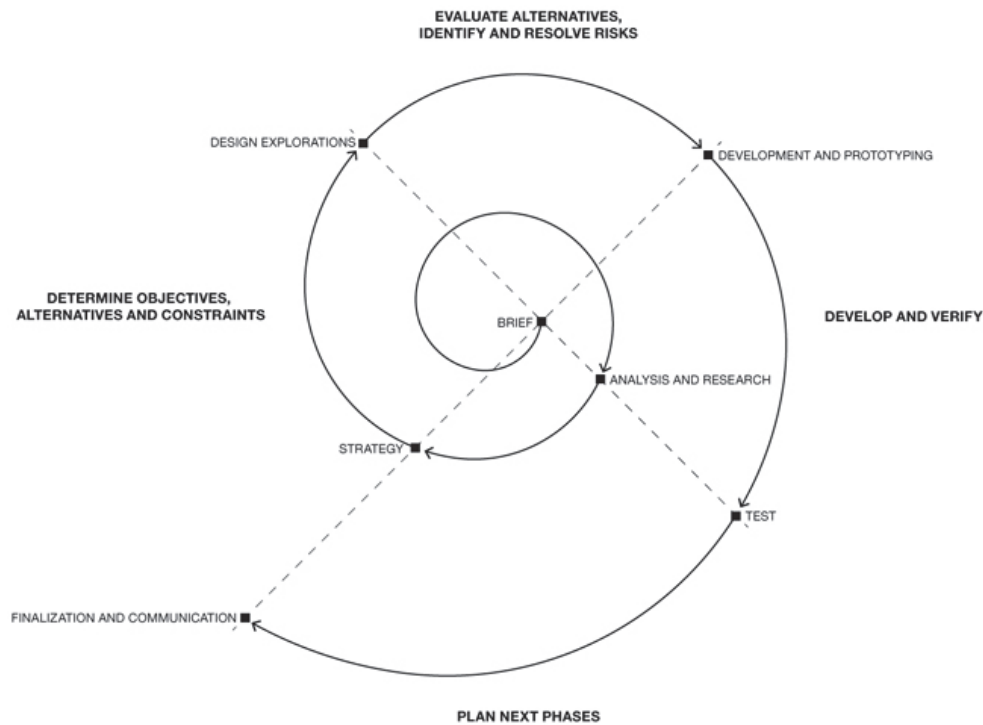 EVALUATE ALTERNATIVES,
IDENTIFY AND RESOLVE RISKS
DESIGN EXPLORATIONS
DEVELOPMENT AND PROTOTYPING
DETERMINE OBJECTIVES,
ALTERNATIVES AND CONSTRAINTS
BRIEF
DEVELOP AND VERIFY
ANALYSIS AND RESEARCH
STRATEGY
TEST
FINALIZATION AND COMMUNICATION
PLAN NEXT PHASES